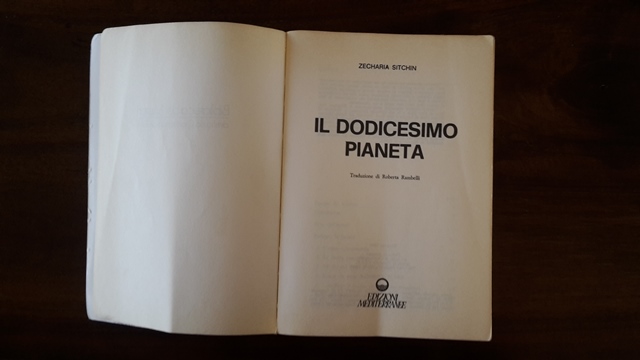 ZECHARIA SITCHIN
IL DODICESIMO
PIANETA
Traduzione di Roberta Rambelli
EDIZIONI
MEDITERRANEE